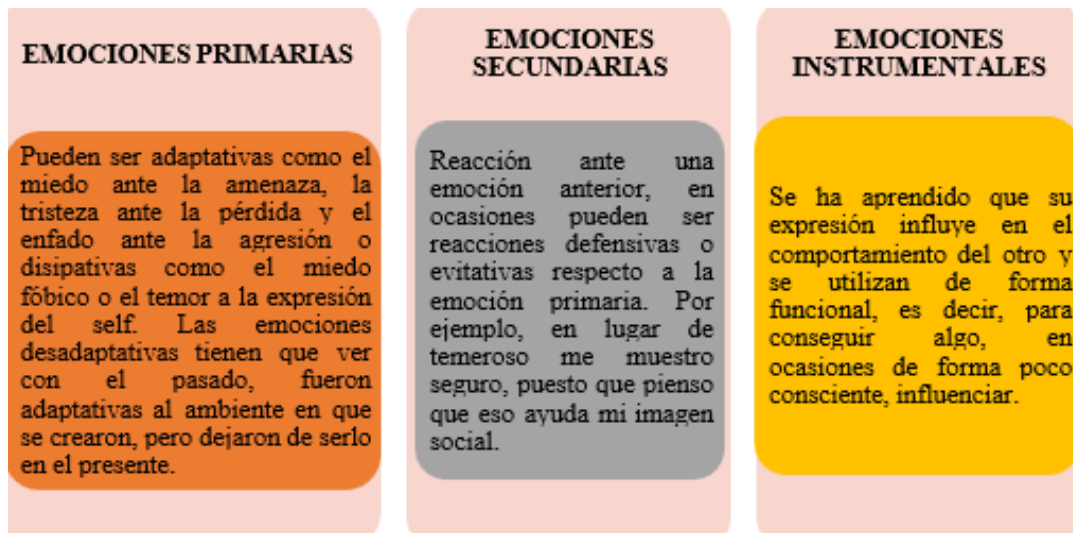 EMOCIONES PRIMARIAS
Pueden ser adaptativas como el
miedo ante la amenaza, la
tristeza ante la pérdida y el
enfado ante la agresión o
disipativas como el miedo
fóbico o el temor a la expresión
del self. Las emociones
desadaptativas tienen que ver
con el pasado, fueron
adaptativas al ambiente en que
se crearon, pero dejaron de serlo
en el presente.
EMOCIONES
SECUNDARIAS
Reacción ante una
emoción anterior, en
ocasiones pueden ser
reacciones defensivas o
evitativas respecto a la
emoción primaria. Por
ejemplo, en lugar de
temeroso me muestro
seguro, puesto que pienso
que eso ayuda mi imagen
social.
EMOCIONES
INSTRUMENTALES
Se ha aprendido que su
expresión influye en el
comportamiento del otro y
se utilizan de forma
funcional, es decir, para
conseguir algo, en
ocasiones de forma poco
consciente, influenciar.